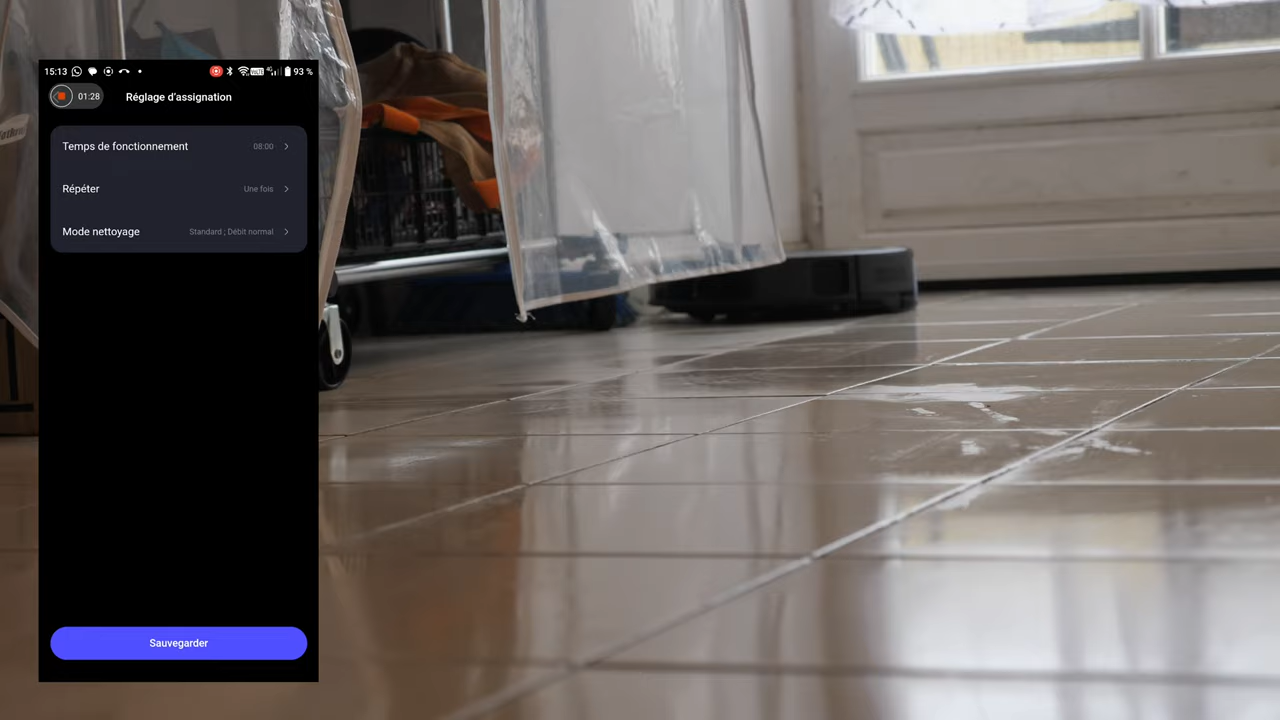 15:13 93 %
01:28 Réglage d'assignation
Temps de fonctionnement 08:00
Répéter Une fois
Mode nettoyage Standard ; Débit normal
Sauvegarder